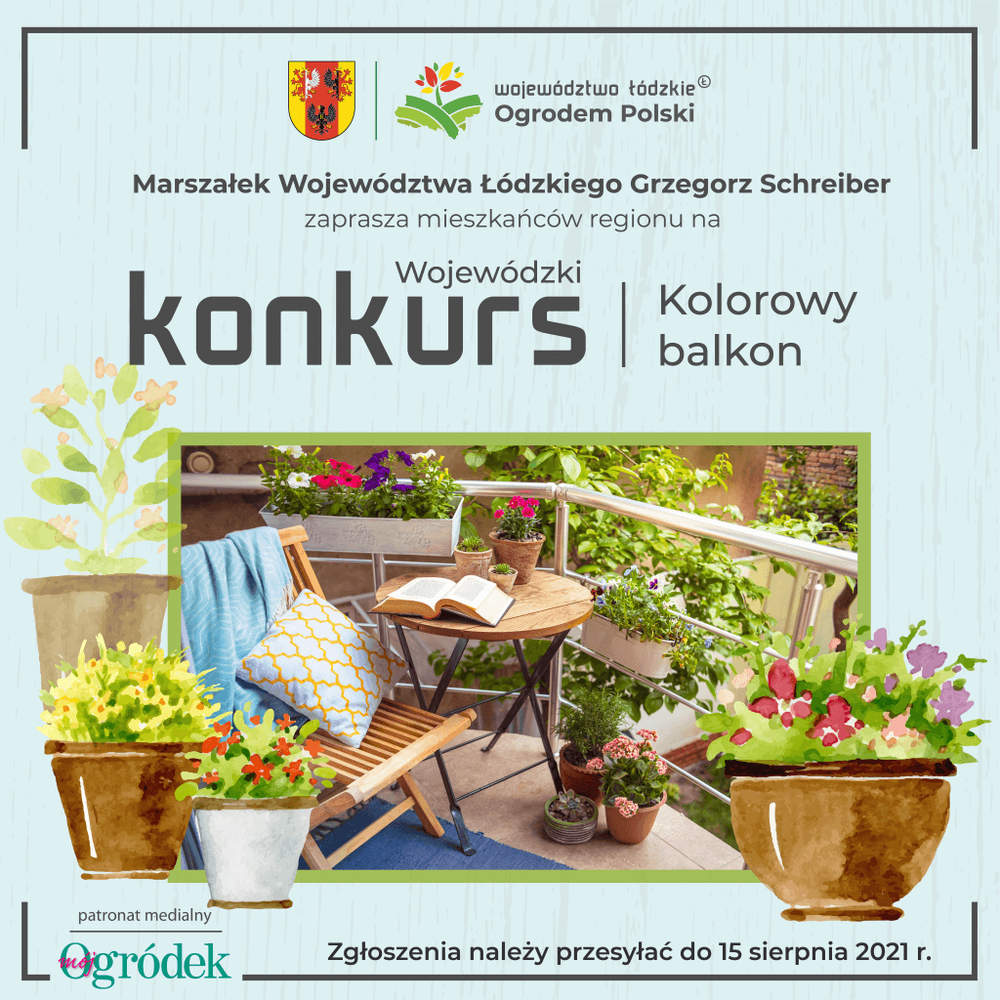 województwo łódzkie Ł
Ogrodem Polski
Marszałek Województwa Łódzkiego Grzegorz Schreiber
zaprasza mieszkańców regionu na
Wojewódzki
konkurs
Kolorowy
balkon
patronat medialny
mój Ogródek
Zgłoszenia należy przesyłać do 15 sierpnia 2021 r.